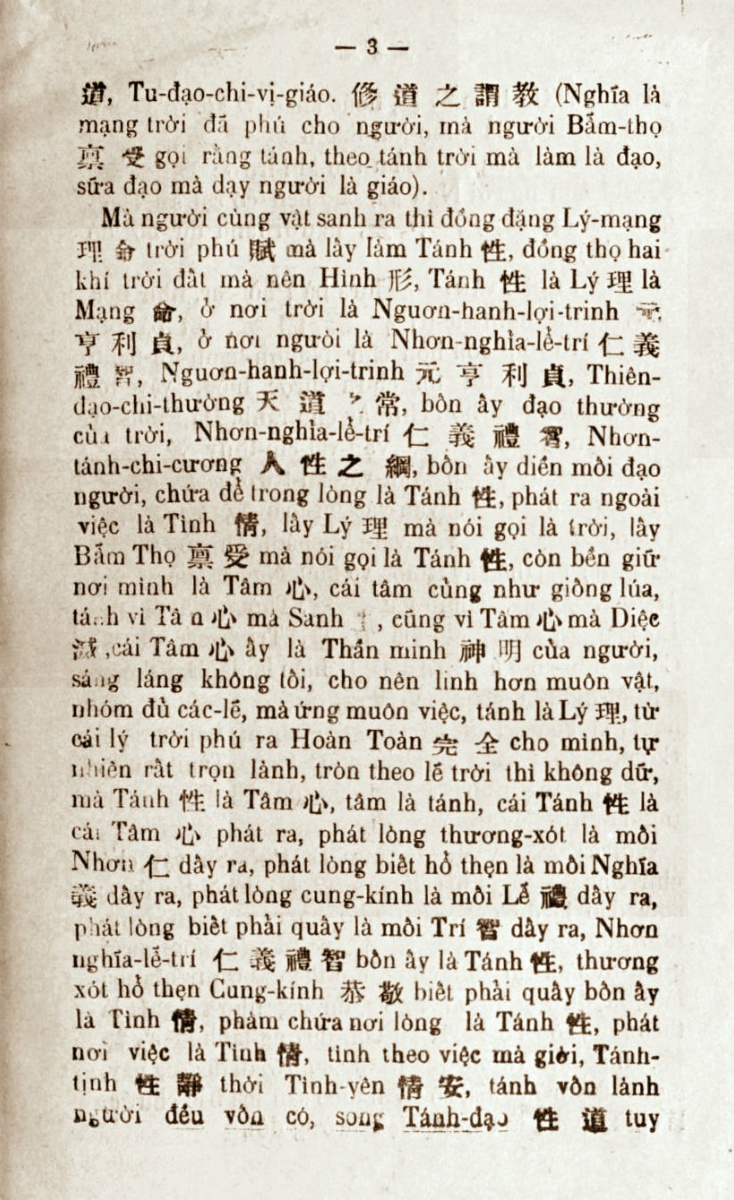 — 3 —
道, Tu-đạo-chi-vị-giáo. 修 道 之 謂 教 (Nghĩa là
mạng trời đã phú cho người, mà người Bẩm-thọ
稟 受 gọi rằng tánh, theo tánh trời mà làm là đạo,
sữa đạo mà dạy người là giáo).
Mà người cùng vật sanh ra thì đồng đặng Lý-mạng
理 命 trời phú 賦 mà lấy làm Tánh 性, đồng thọ hai
khí trời đất mà nên Hình 形, Tánh 性 là Lý 理 là
Mạng 命, ở nơi trời là Nguơn-hanh-lợi-trinh 元
亨 利 貞, ở nơi người là Nhơn-nghĩa-lễ-trí 仁 義
禮 智, Nguơn-hanh-lợi-trinh 元 亨 利 貞, Thiên-
đạo-chi-thường 天 道 之 常, bốn ấy đạo thường
của trời, Nhơn-nghĩa-lễ-trí 仁 義 禮 智, Nhơn-
tánh-chi-cương 人 性 之 綱, bốn ấy diền mối đạo
người, chứa để trong lòng là Tánh 性, phát ra ngoài
việc là Tình 情, lấy Lý 理 mà nói gọi là trời, lấy
Bẩm Thọ 稟 受 mà nói gọi là Tánh 性, còn bền giữ
nơi mình là Tâm 心, cái tâm cùng như giống lúa,
tánh vì Tâm 心 mà Sanh , cũng vì Tâm 心 mà Diệc
滅, cái Tâm 心 ấy là Thần minh 神 明 của người,
sáng láng không tối, cho nên linh hơn muôn vật,
nhóm đủ các-lẽ, mà ứng muôn việc, tánh là Lý 理, từ
cái lý trời phú ra Hoàn Toàn 完 全 cho mình, tự
nhiên rất trọn lành, tròn theo lẽ trời thì không dữ,
mà Tánh 性 là Tâm 心, tâm là tánh, cái Tánh 性 là
cái Tâm 心 phát ra, phát lòng thương-xót là mối
Nhơn 仁 dấy ra, phát lòng biết hổ thẹn là mối Nghĩa
義 dấy ra, phát lòng cung-kính là mối Lễ 禮 dấy ra,
phát lòng biết phải quấy là mối Trí 智 dấy ra, Nhơn
nghĩa-lễ-trí 仁 義 禮 智 bốn ấy là Tánh 性, thương
xót hổ thẹn Cung-kính 恭 敬 biết phải quấy bốn ấy
là Tình 情, phàm chứa nơi lòng là Tánh 性, phát
nơi việc là Tình 情, tình theo việc mà giời, Tánh-
tịnh 性 靜 thời Tình-yên 情 安, tánh vốn lành
người đều vốn có, song Tánh-đạo 性 道 tuy